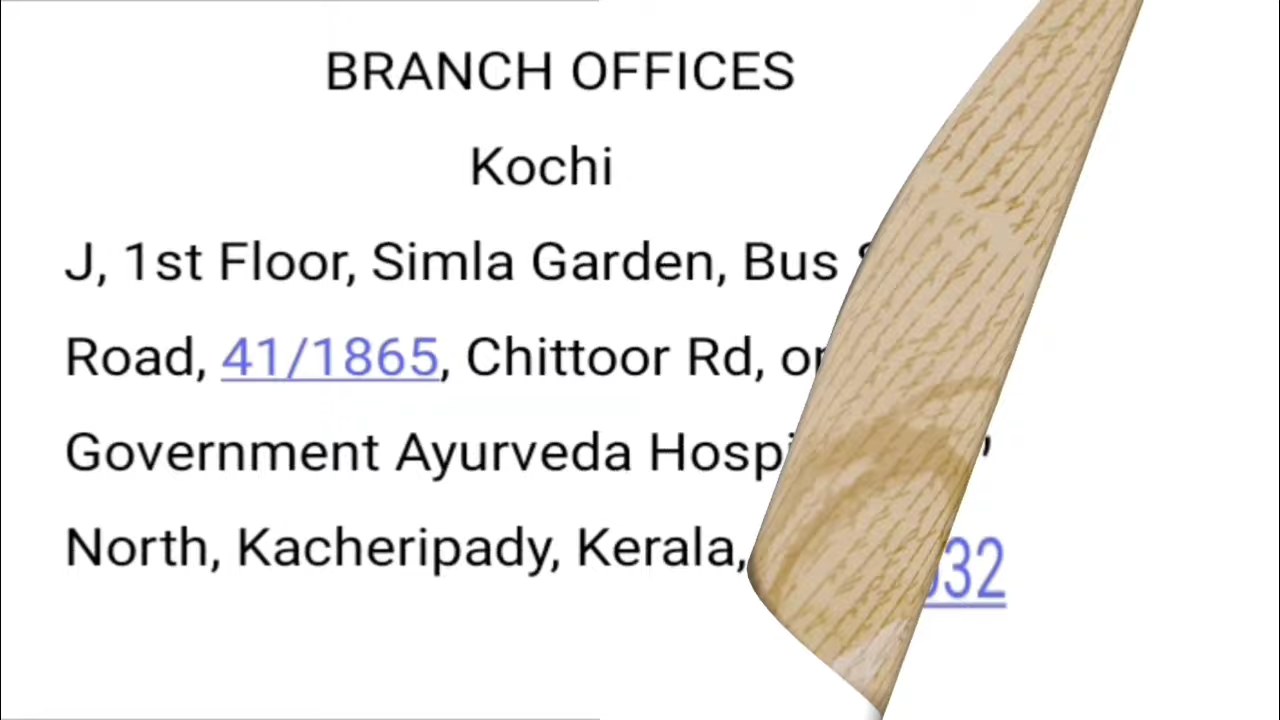 BRANCH OFFICES
Kochi
J, 1st Floor, Simla Garden, Bus
Road, 41/1865, Chittoor Rd,
Government Ayurveda
North, Kacheripady, Kerala,